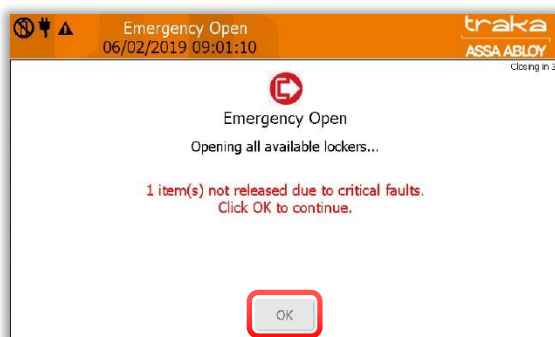 Emergency Open
06/02/2019 09:01:10
traka
ASSA ABLOY
Closing in 3
Emergency Open
Opening all available lockers...
1 item(s) not released due to critical faults.
Click OK to continue.
OK